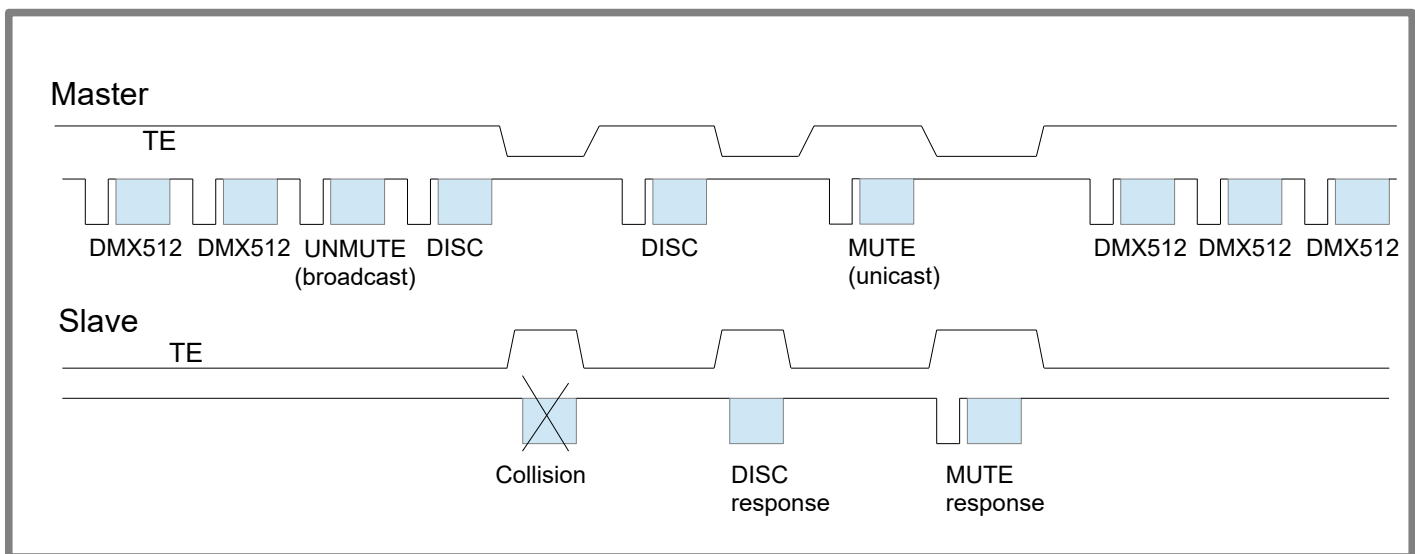 Master
TE
DMX512 DMX512 UNMUTE DISC DISC MUTE DMX512 DMX512 DMX512
(broadcast) (unicast)
Slave
TE
Collision DISC MUTE
response response